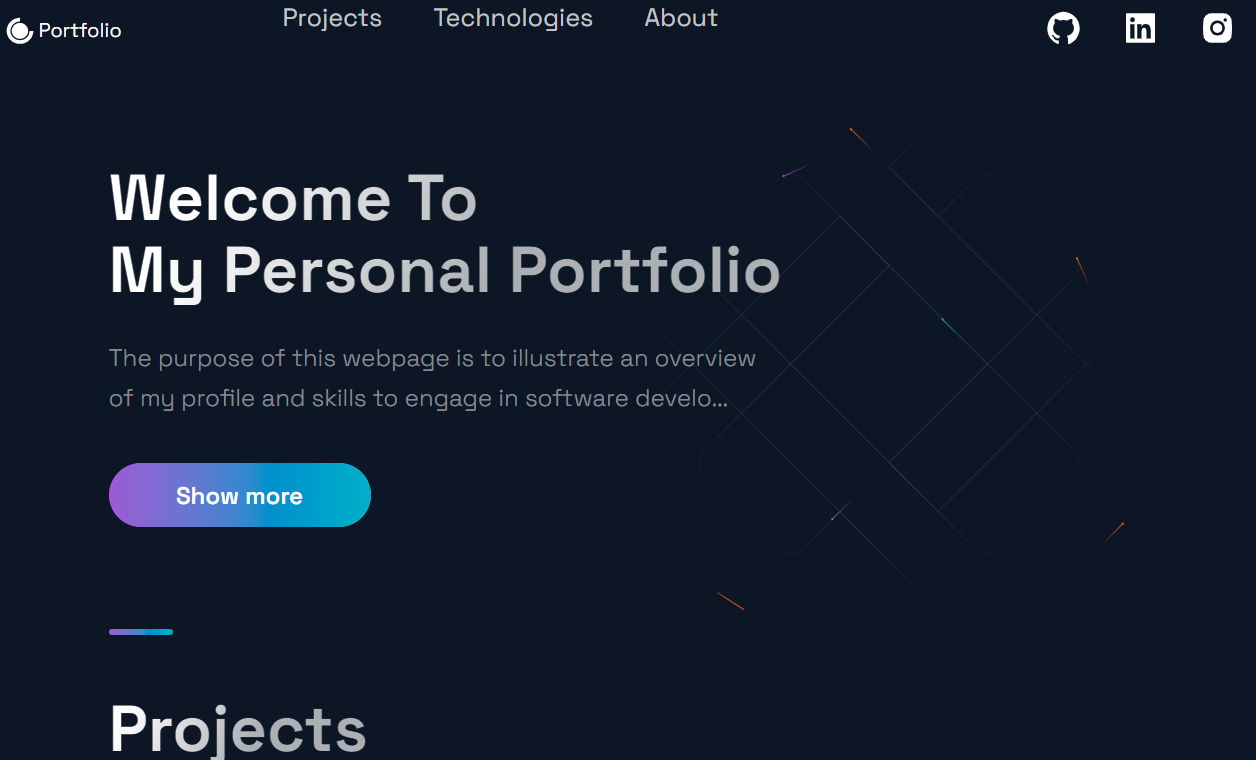 Portfolio
Projects
Technologies
About
in
Welcome To
My Personal Portfolio
The purpose of this webpage is to illustrate an overview
of my profile and skills to engage in software develo...
Show more
Projects